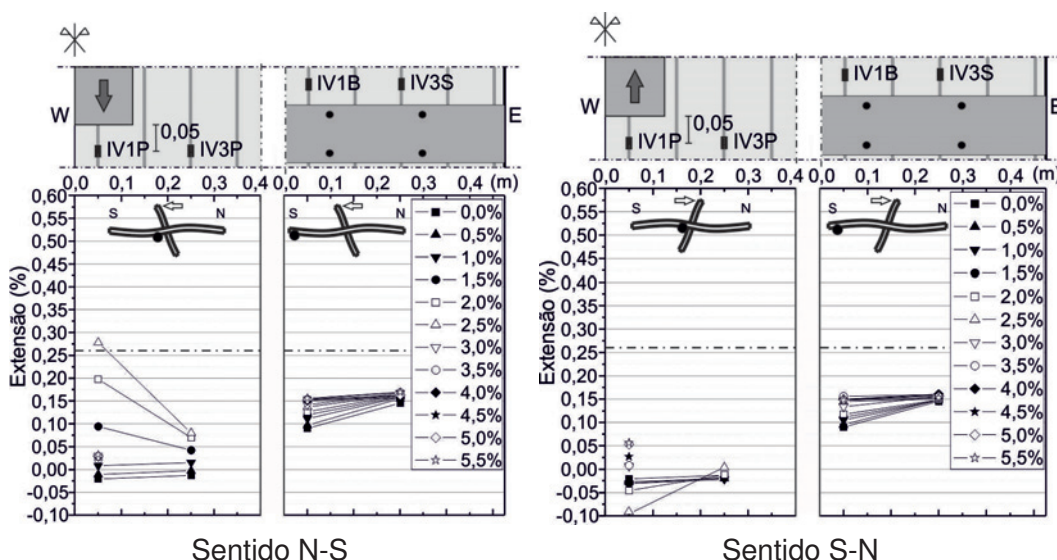 W
IV1P
0,05
IV3P
IV1B
IV3S
E
0,0 0,1 0,2 0,3 0,4 0,0 0,1 0,2 0,3 (m) 0,4
0,60
0,55
0,50
0,45
0,40
0,35
0,30
0,25
0,20
0,15
0,10
0,05
0,00
-0,05
-0,10
Extensão (%)
S N
S N
0,0%
0,5%
1,0%
1,5%
2,0%
2,5%
3,0%
3,5%
4,0%
4,5%
5,0%
5,5%
Sentido N-S
W
IV1P
0,05
IV3P
IV1B
IV3S
E
0,0 0,1 0,2 0,3 0,4 0,0 0,1 0,2 0,3 (m) 0,4
0,60
0,55
0,50
0,45
0,40
0,35
0,30
0,25
0,20
0,15
0,10
0,05
0,00
-0,05
-0,10
Extensão (%)
S N
S N
0,0%
0,5%
1,0%
1,5%
2,0%
2,5%
3,0%
3,5%
4,0%
4,5%
5,0%
5,5%
Sentido S-N